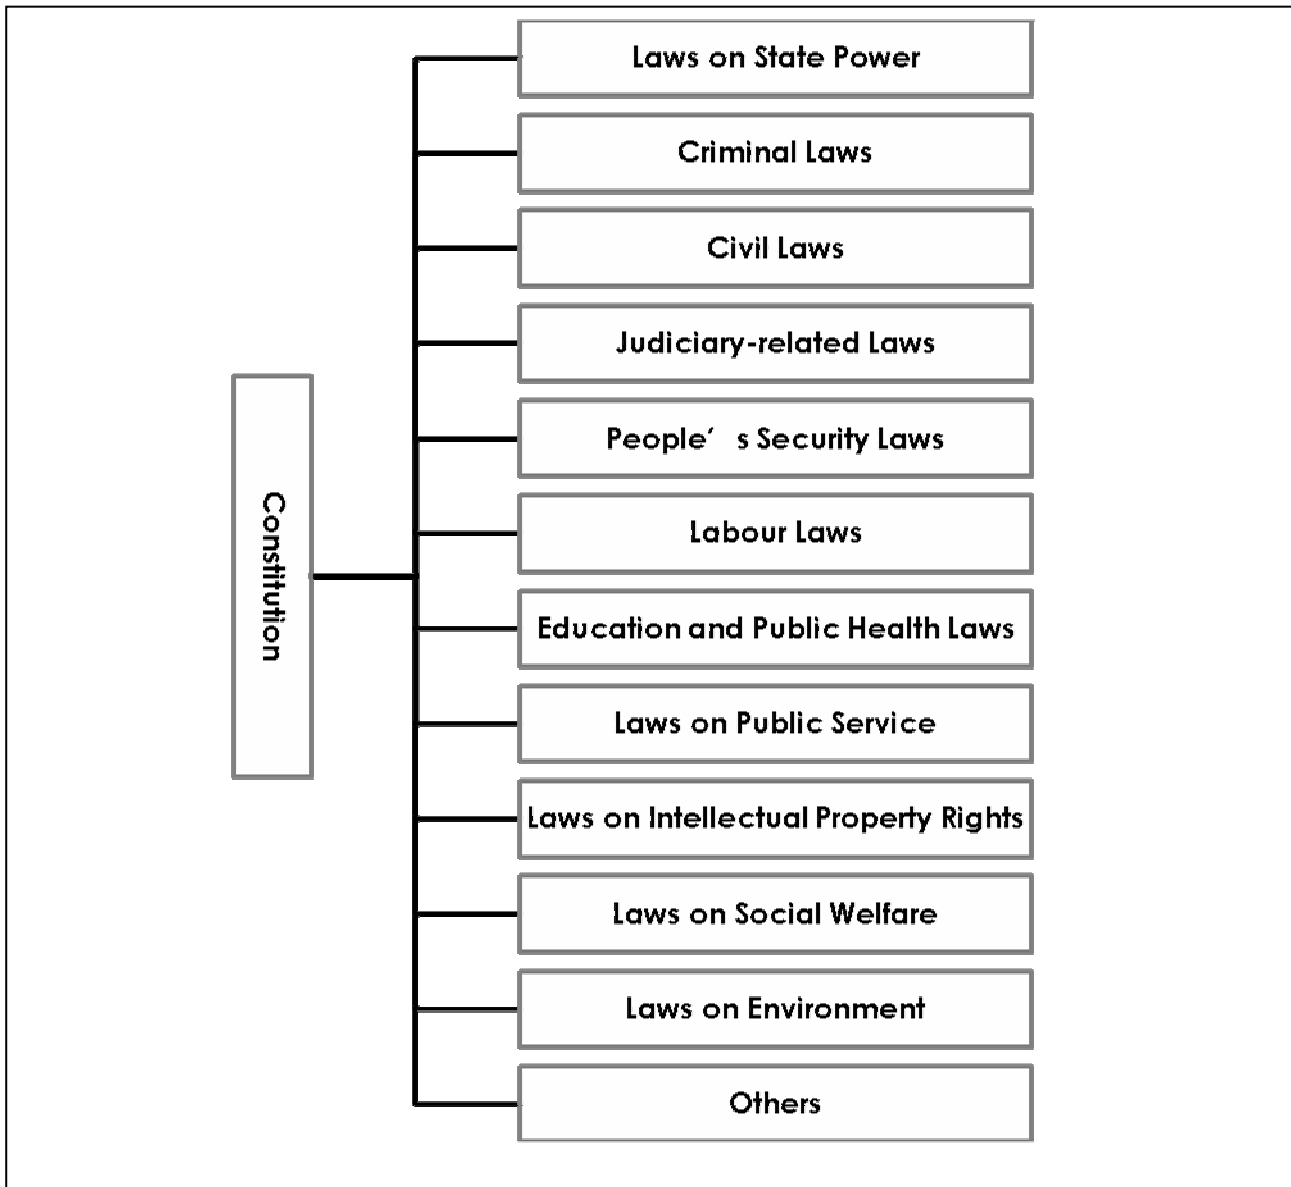 Constitution
Laws on State Power
Criminal Laws
Civil Laws
Judiciary-related Laws
People’ s Security Laws
Labour Laws
Education and Public Health Laws
Laws on Public Service
Laws on Intellectual Property Rights
Laws on Social Welfare
Laws on Environment
Others